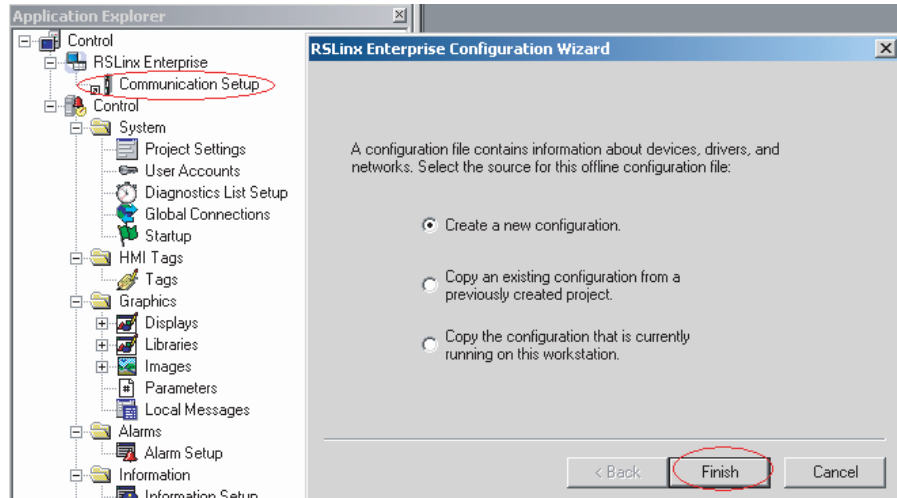 Application Explorer
Control
RSLinx Enterprise
Communication Setup
Control
System
Project Settings
User Accounts
Diagnostics List Setup
Global Connections
Startup
HMI Tags
Tags
Graphics
Displays
Libraries
Images
Parameters
Local Messages
Alarms
Alarm Setup
Information
Information Setup
RSLinx Enterprise Configuration Wizard
A configuration file contains information about devices, drivers, and
networks. Select the source for this offline configuration file:
Create a new configuration.
Copy an existing configuration from a
previously created project.
Copy the configuration that is currently
running on this workstation.
< Back
Finish
Cancel